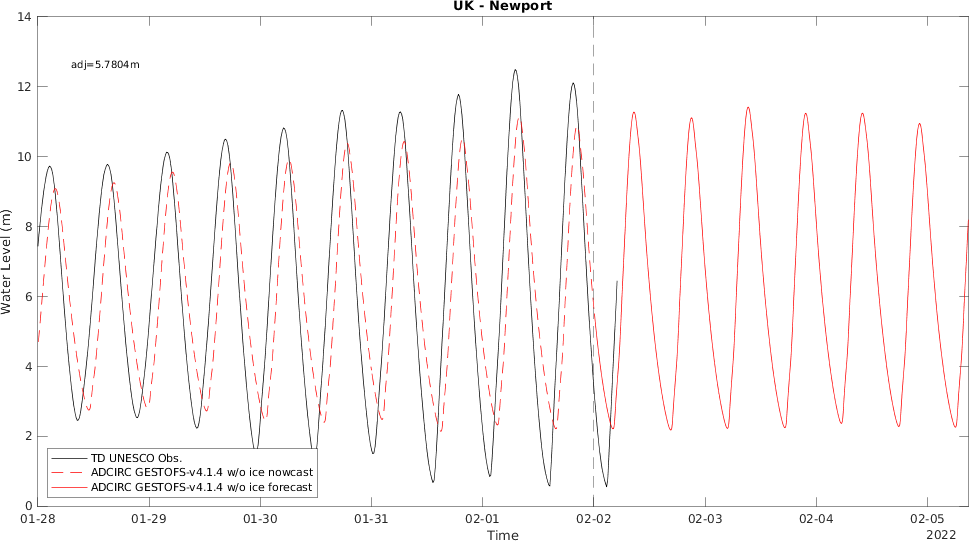 UK - Newport
adj=5.7804m
14
12
10
8
6
4
2
0
Water Level (m)
TD UNESCO Obs.
ADCIRC GESTOFS-v4.1.4 w/o ice nowcast
ADCIRC GESTOFS-v4.1.4 w/o ice forecast
01-28 01-29 01-30 01-31 02-01 02-02 02-03 02-04 02-05
Time
2022